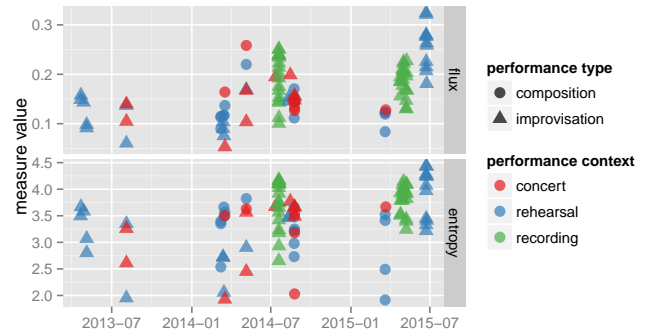 measure value
0.3
0.2
0.1
flux
4.5
4.0
3.5
3.0
2.5
2.0
entropy
2013−07
2014−01
2014−07
2015−01
2015−07
performance type
composition
improvisation
performance context
concert
rehearsal
recording